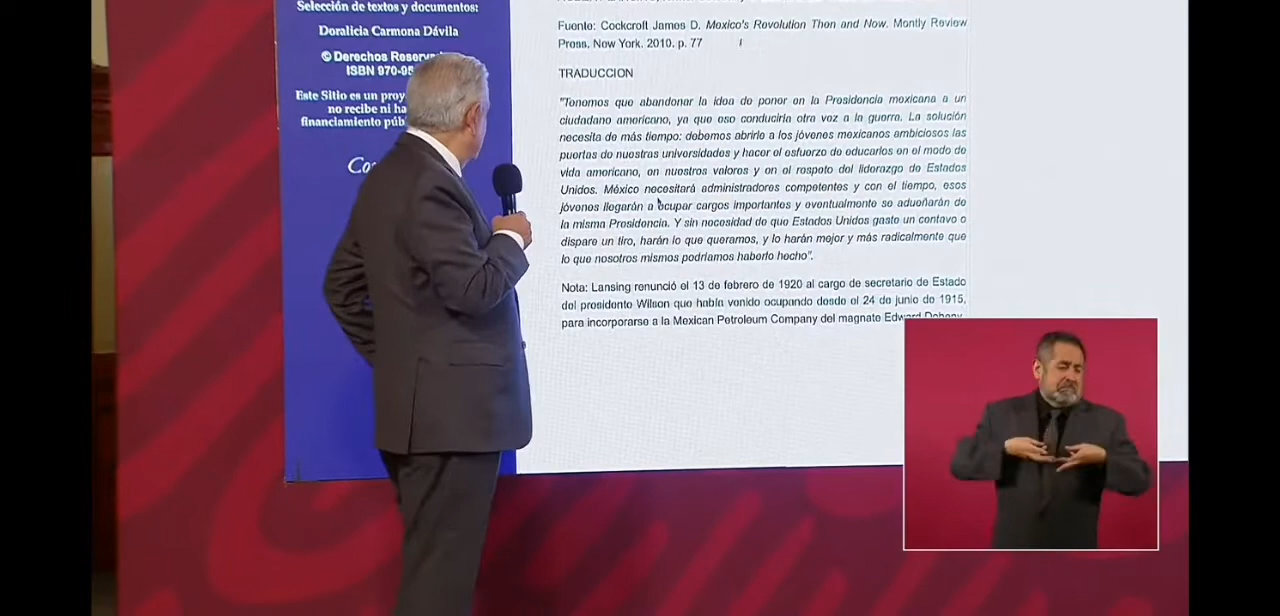 Selección de textos y documentos:
Doralicia Carmona Dávila
© Derechos Reserva
ISBN 970-95
Este Sitio es un proy
no recibe ni ha
financiamiento púb
Fuente: Cockcroft James D. Mexico's Revolution Then and Now. Montly Review
Press. New York. 2010. p. 77
TRADUCCION
"Tenemos que abandonar la idea de poner en la Presidencia mexicana a un
ciudadano americano, ya que eso conduciría otra vez a la guerra. La solución
necesita de más tiempo: debemos abrirle a los jóvenes mexicanos ambiciosos las
puertas de nuestras universidades y hacer el esfuerzo de educarlos en el modo de
vida americano, en nuestros valores y en el respeto del liderazgo de Estados
Unidos. México necesitará administradores competentes y con el tiempo, esos
jóvenes llegarán a ocupar cargos importantes y eventualmente se adueñarán de
la misma Presidencia. Y sin necesidad de que Estados Unidos gaste un centavo o
dispare un tiro, harán lo que queramos, y lo harán mejor y más radicalmente que
lo que nosotros mismos podríamos haberlo hecho".
Nota: Lansing renunció el 13 de febrero de 1920 al cargo de secretario de Estado
del presidente Wilson que había venido ocupando desde el 24 de junio de 1915,
para incorporarse a la Mexican Petroleum Company del magnate Edward Doheny.